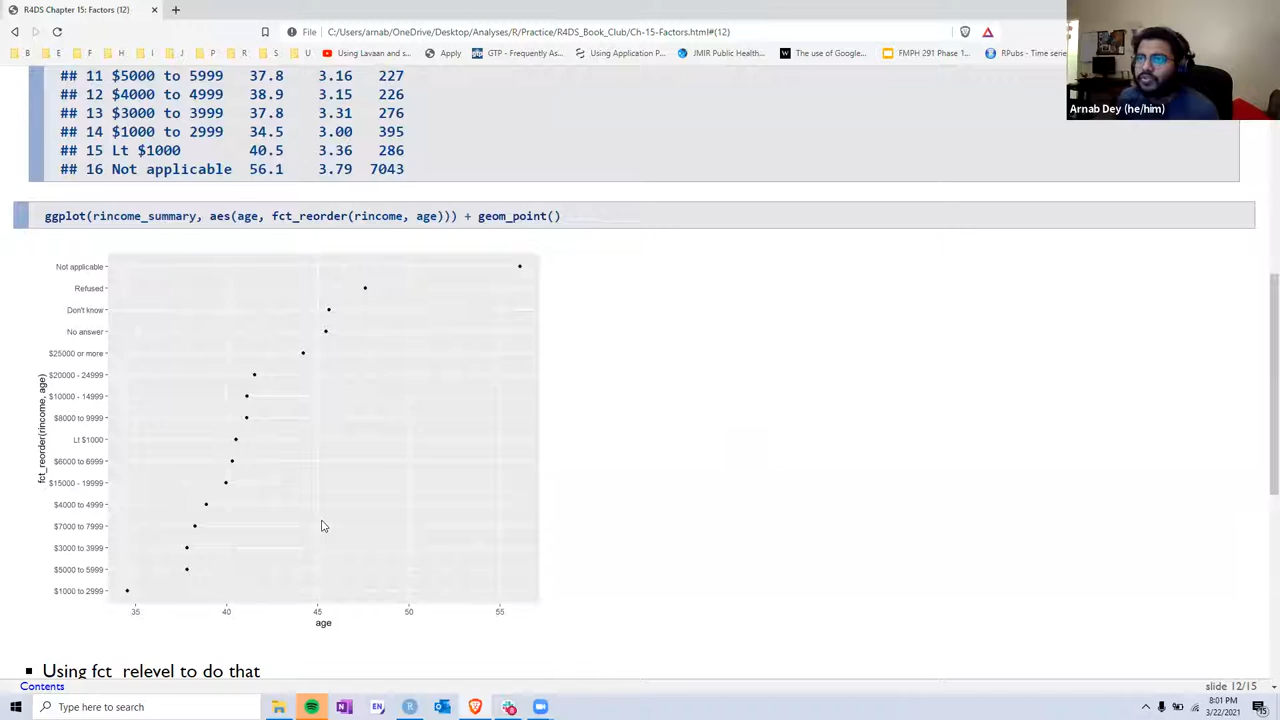 R4DS Chapter 15: Factors (12)
File
C:/Users/arnab/OneDrive/Desktop/Analyses/R/Practice/R4DS_Book_Club/Ch-15-Factors.html#(12)
B E F H I J P W R L S U Using Lavaan and s... Apply GTP - Frequently As... Using Application P... JMIR Public Health... The use of Google... FMPH 291 Phase 1... RPubs - Time serie
Arnab Dey (he/him)
## 11 $5000 to 5999 37.8 3.16 227
## 12 $4000 to 4999 38.9 3.15 226
## 13 $3000 to 3999 37.8 3.31 276
## 14 $1000 to 2999 34.5 3.00 395
## 15 Lt $1000 40.5 3.36 286
## 16 Not applicable 56.1 3.79 7043
ggplot(rincome_summary, aes(age, fct_reorder(rincome, age))) + geom_point()
Not applicable
Refused
Don't know
No answer
$25000 or more
$20000 - 24999
$10000 - 14999
$8000 to 9999
Lt $1000
$6000 to 6999
$15000 - 19999
$4000 to 4999
$7000 to 7999
$3000 to 3999
$5000 to 5999
$1000 to 2999
fct_reorder(rincome, age)
35 40 45 50 55
age
Using fct_relevel to do that
Contents
slide 12/15
Type here to search
EN
8:01 PM
3/22/2021
15